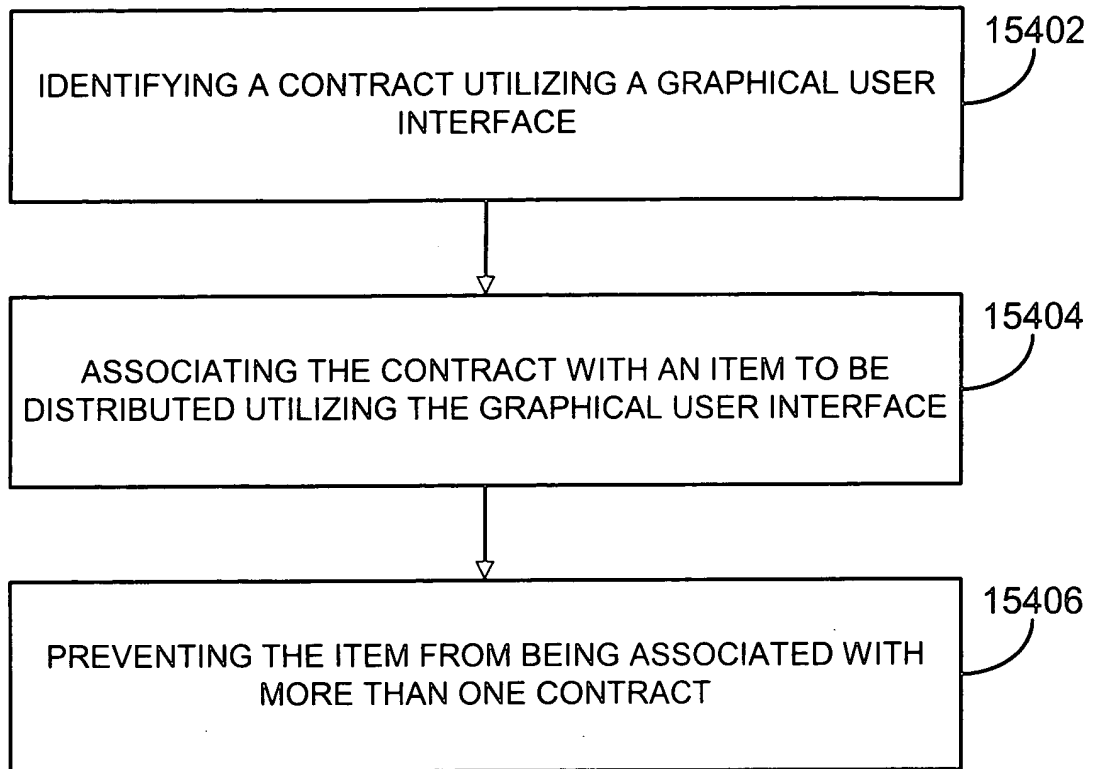 15402
IDENTIFYING A CONTRACT UTILIZING A GRAPHICAL USER
INTERFACE
15404
ASSOCIATING THE CONTRACT WITH AN ITEM TO BE
DISTRIBUTED UTILIZING THE GRAPHICAL USER INTERFACE
15406
PREVENTING THE ITEM FROM BEING ASSOCIATED WITH
MORE THAN ONE CONTRACT